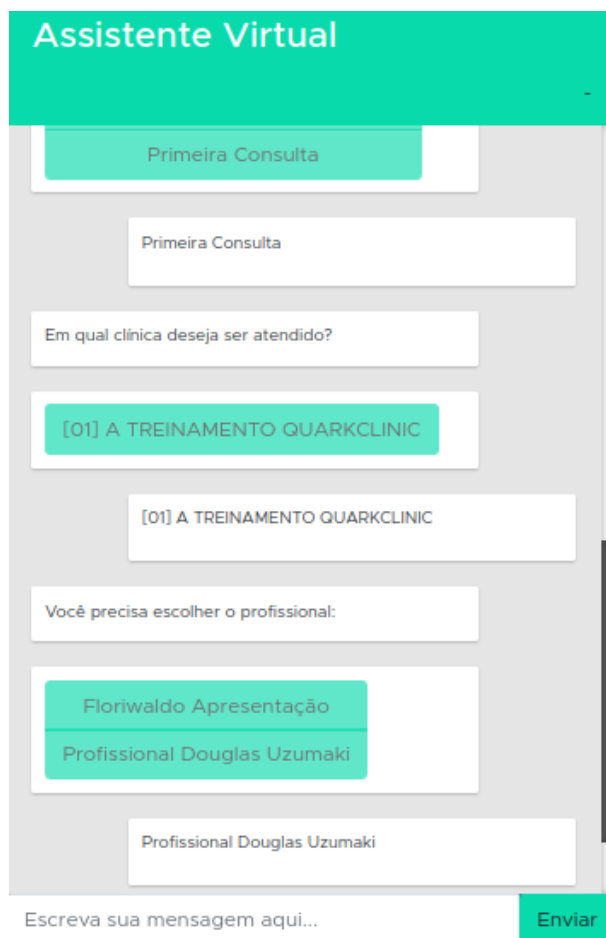 Assistente Virtual
-
Primeira Consulta
Primeira Consulta
Em qual clínica deseja ser atendido?
[01] A TREINAMENTO QUARKCLINIC
[01] A TREINAMENTO QUARKCLINIC
Você precisa escolher o profissional:
Floriwaldo Apresentação
Profissional Douglas Uzumaki
Profissional Douglas Uzumaki
Escreva sua mensagem aqui... Enviar